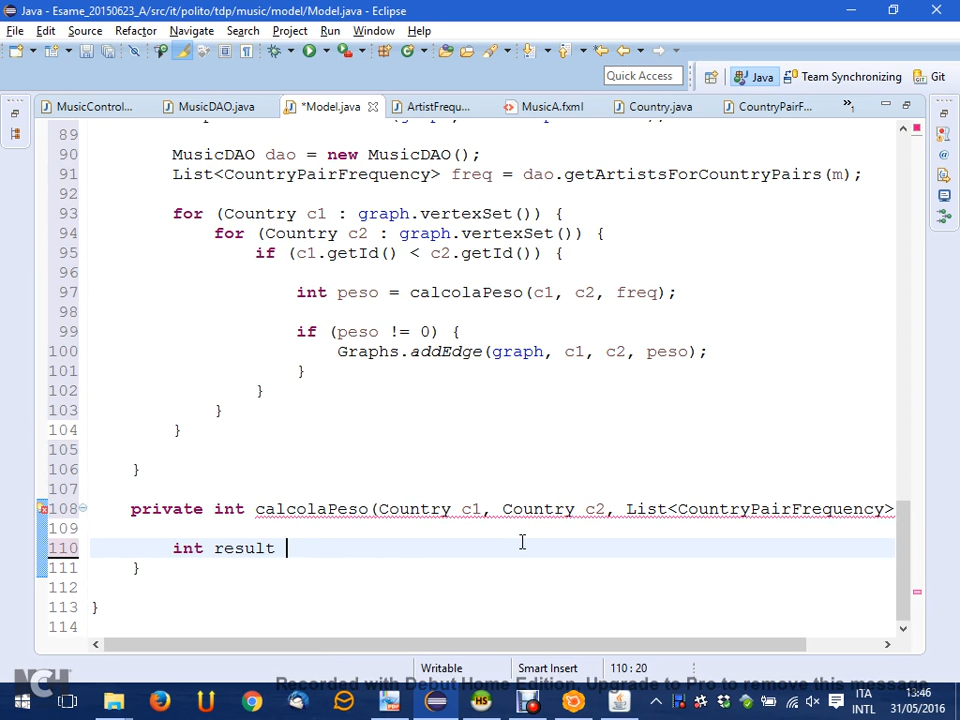 Java - Esame_20150623_A/src/it/polito/tdp/music/model/Model.java - Eclipse
File Edit Source Refactor Navigate Search Project Run Window Help
Quick Access Java Team Synchronizing Git
MusicControl... MusicDAO.java *Model.java ArtistFrequ... MusicA.fxml Country.java CountryPairF... »1
89
90 MusicDAO dao = new MusicDAO();
91 List<CountryPairFrequency> freq = dao.getArtistsForCountryPairs(m);
92
93 for (Country c1 : graph.vertexSet()) {
94 for (Country c2 : graph.vertexSet()) {
95 if (c1.getId() < c2.getId()) {
96
97 int peso = calcolaPeso(c1, c2, freq);
98
99 if (peso != 0) {
100 Graphs.addEdge(graph, c1, c2, peso);
101 }
102 }
103 }
104 }
105
106 }
107
108 private int calcolaPeso(Country c1, Country c2, List<CountryPairFrequency>
109
110 int result
111 }
112
113 }
114
Writable Smart Insert 110 : 20
NCH Recorded with Debut Home Edition. Upgrade to Pro to remove this message
HS ITA 13:46
INTL 31/05/2016